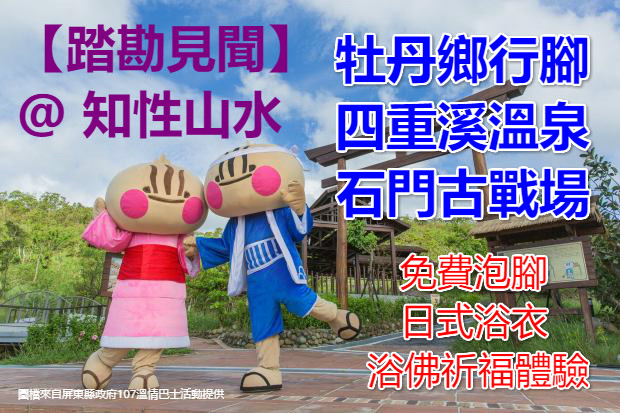 【踏勘見聞】
@ 知性山水
牡丹鄉行腳
四重溪溫泉
石門古戰場
免費泡腳
日式浴衣
浴佛祈福體驗
圖檔來自屏東縣政府107溫情巴士活動提供